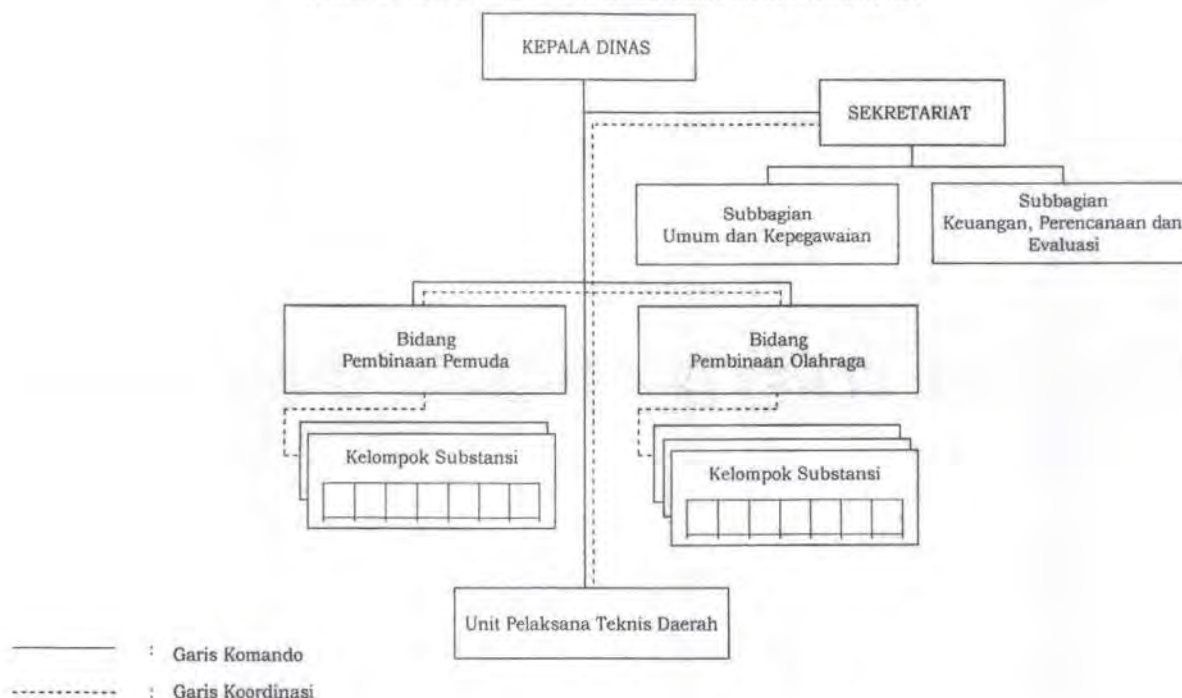 KEPALA DINAS
SEKRETARIAT
Subbagian
Umum dan Kepegawaian
Subbagian
Keuangan, Perencanaan dan
Evaluasi
Bidang
Pembinaan Pemuda
Bidang
Pembinaan Olahraga
Kelompok Substansi
Kelompok Substansi
Unit Pelaksana Teknis Daerah
: Garis Komando
: Garis Koordinasi